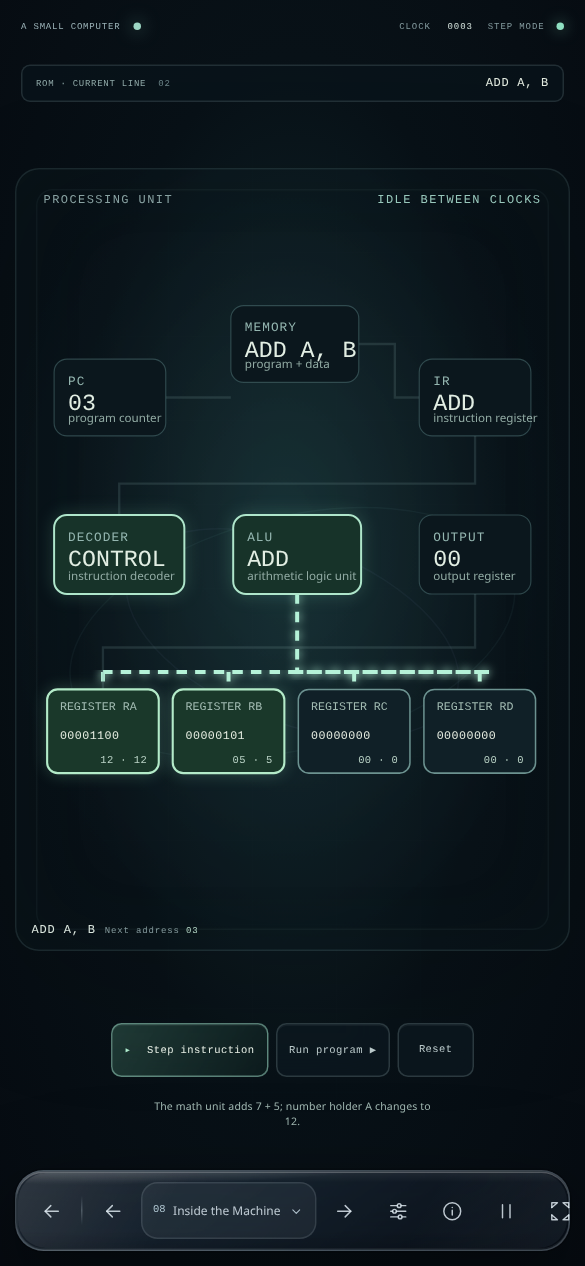 A SMALL COMPUTER
CLOCK 0003 STEP MODE
ROM · CURRENT LINE 02
ADD A, B
PROCESSING UNIT
IDLE BETWEEN CLOCKS
MEMORY
ADD A, B
program + data
PC
03
program counter
IR
ADD
instruction register
DECODER
CONTROL
instruction decoder
ALU
ADD
arithmetic logic unit
OUTPUT
00
output register
REGISTER RA
00001100
12 · 12
REGISTER RB
00000101
05 · 5
REGISTER RC
00000000
00 · 0
REGISTER RD
00000000
00 · 0
ADD A, B Next address 03
▸ Step instruction
Run program ▶
Reset
The math unit adds 7 + 5; number holder A changes to
12.
08 Inside the Machine